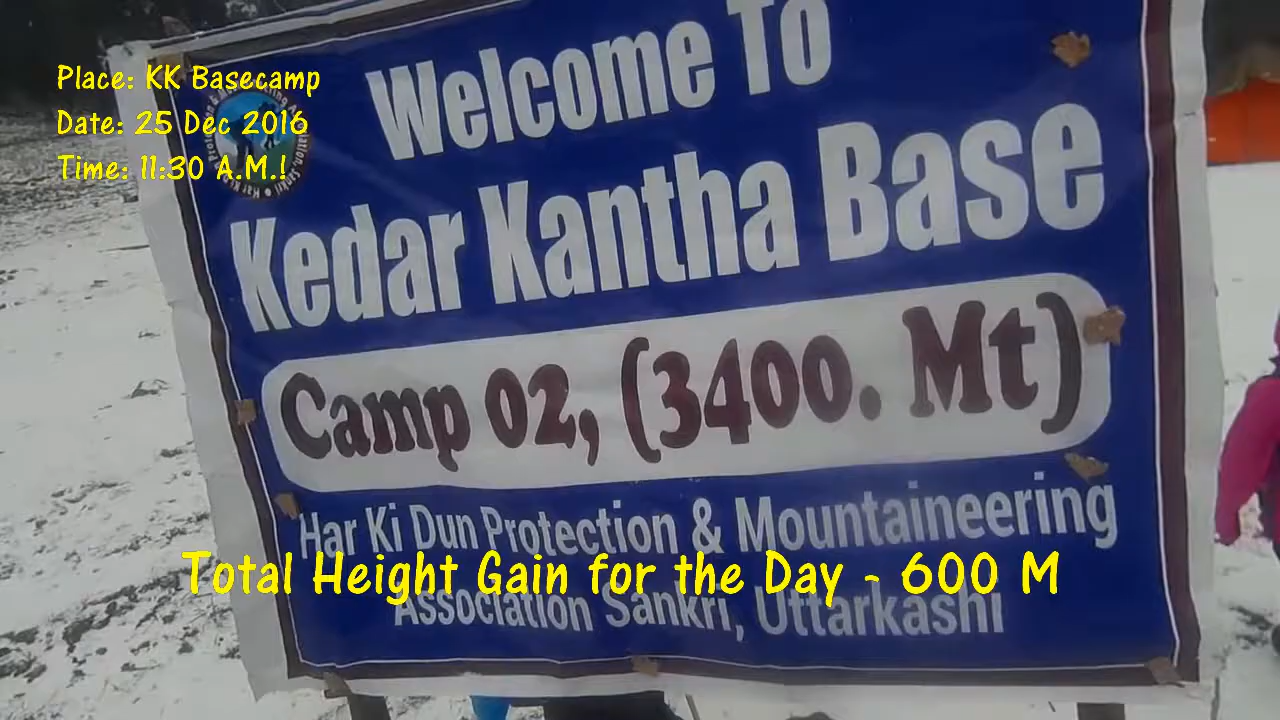 Place: KK Basecamp
Date: 25 Dec 2016
Time: 11:30 A.M.!
Welcome To
Kedar Kantha Base
Camp 02, (3400. Mt)
Har Ki Dun Protection & Mountaineering
Total Height Gain for the Day - 600 M
Association Sankri, Uttarkashi